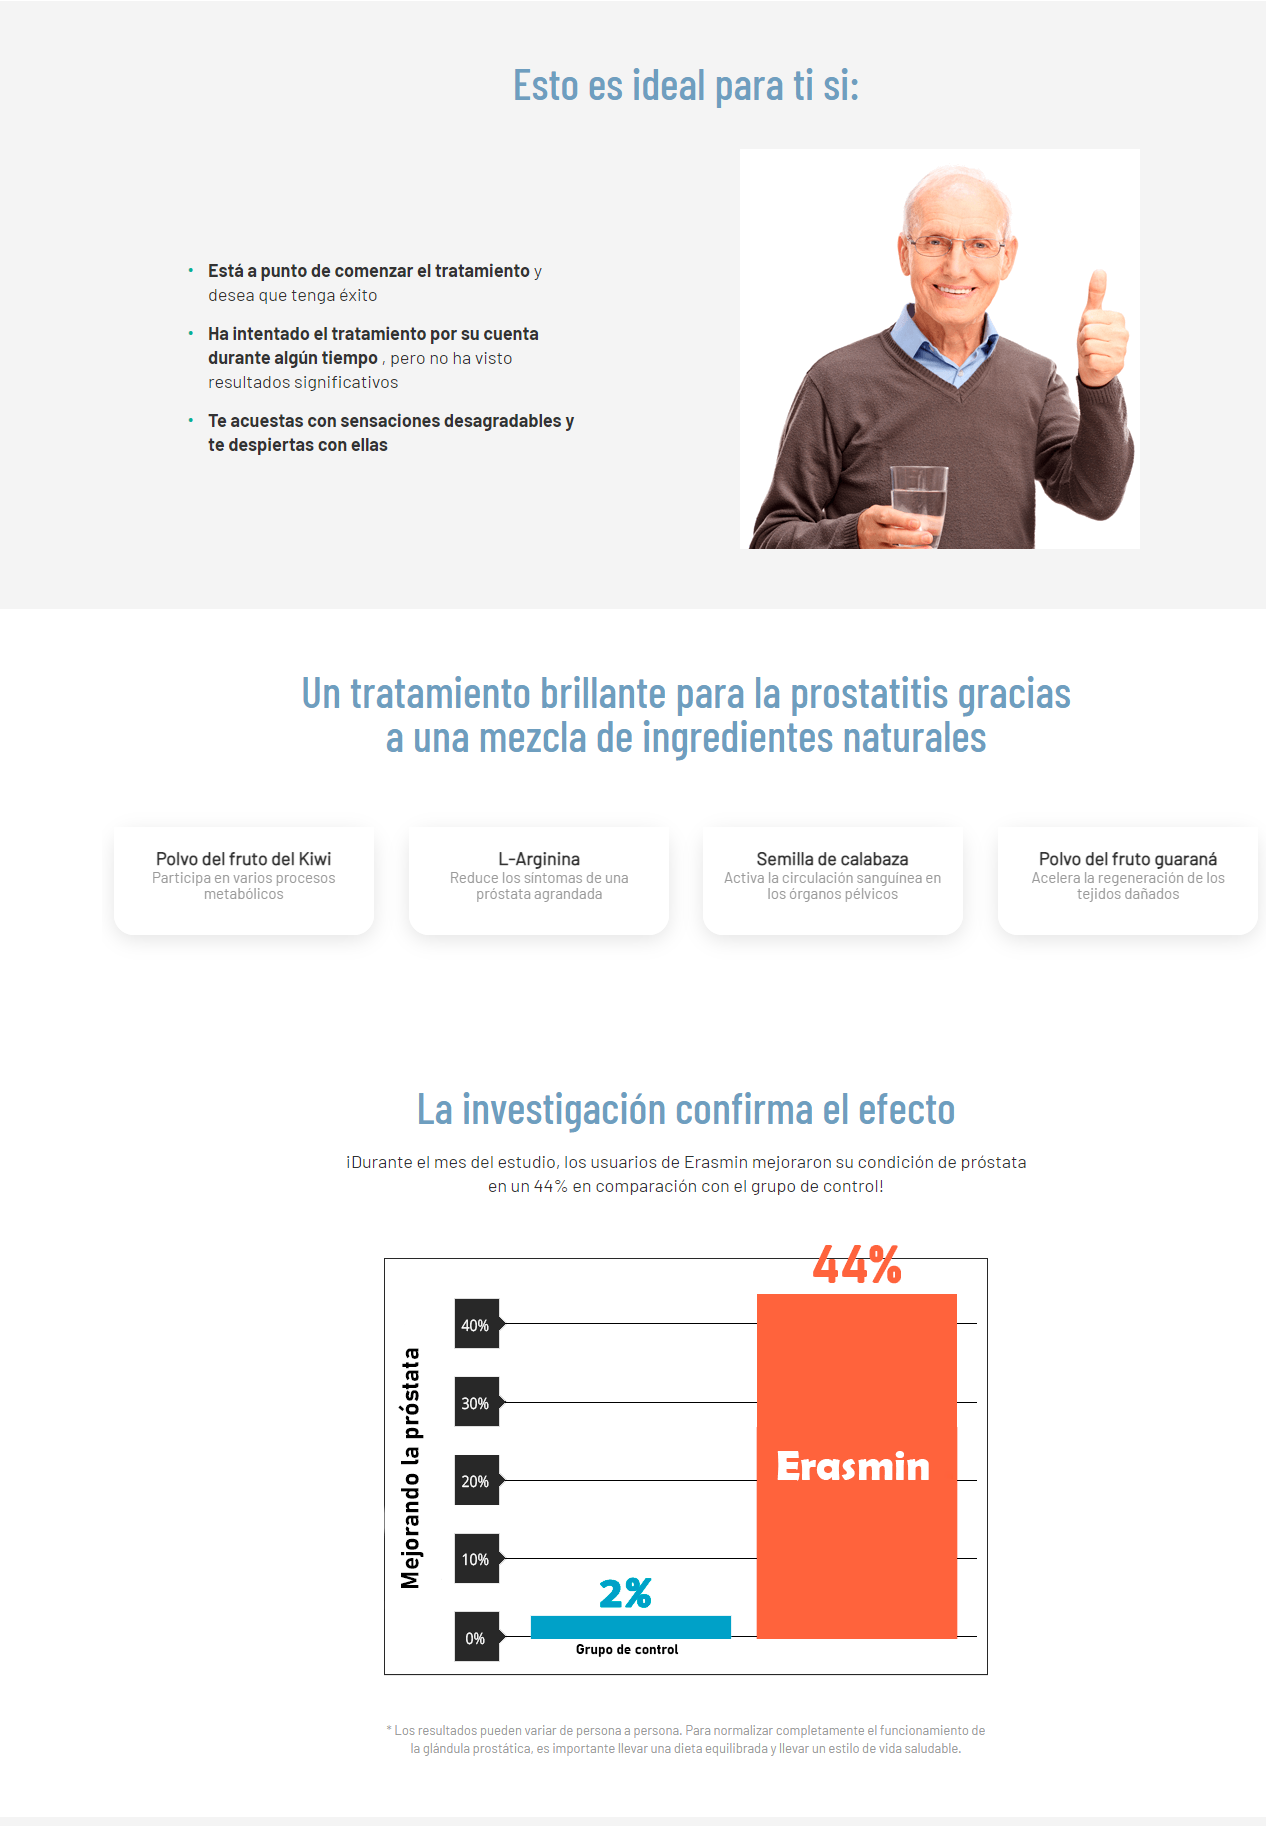 Esto es ideal para ti si:
• Está a punto de comenzar el tratamiento y
desea que tenga éxito
• Ha intentado el tratamiento por su cuenta
durante algún tiempo , pero no ha visto
resultados significativos
• Te acuestas con sensaciones desagradables y
te despiertas con ellas
Un tratamiento brillante para la prostatitis gracias
a una mezcla de ingredientes naturales
Polvo del fruto del Kiwi
Participa en varios procesos
metabólicos
L-Arginina
Reduce los síntomas de una
próstata agrandada
Semilla de calabaza
Activa la circulación sanguínea en
los órganos pélvicos
Polvo del fruto guaraná
Acelera la regeneración de los
tejidos dañados
La investigación confirma el efecto
¡Durante el mes del estudio, los usuarios de Erasmin mejoraron su condición de próstata
en un 44% en comparación con el grupo de control!
44%
Mejorando la próstata
40%
30%
20%
10%
0%
Erasmin
2%
Grupo de control
* Los resultados pueden variar de persona a persona. Para normalizar completamente el funcionamiento de
la glándula prostática, es importante llevar una dieta equilibrada y llevar un estilo de vida saludable.